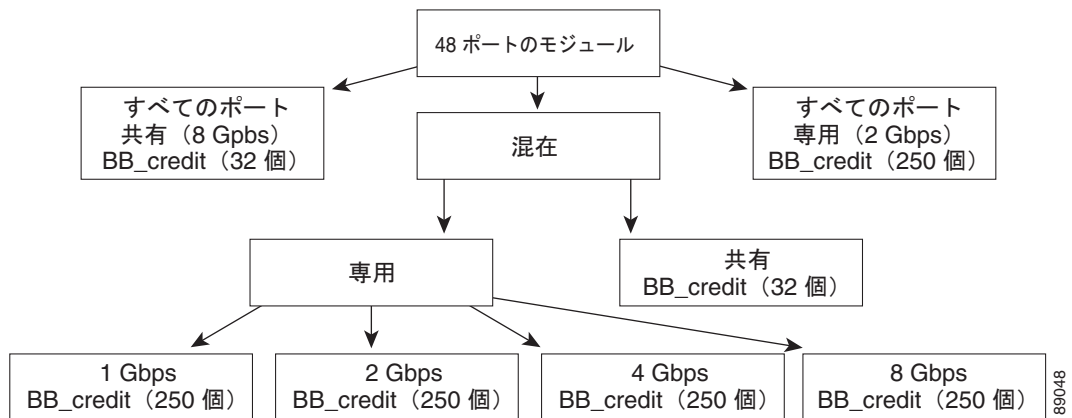 48 ポートのモジュール
すべてのポート
共有（8 Gpbs）
BB_credit（32 個）
混在
すべてのポート
専用（2 Gbps）
BB_credit（250 個）
専用
共有
BB_credit（32 個）
1 Gbps
BB_credit（250 個）
2 Gbps
BB_credit（250 個）
4 Gbps
BB_credit（250 個）
8 Gbps
BB_credit（250 個）
89048